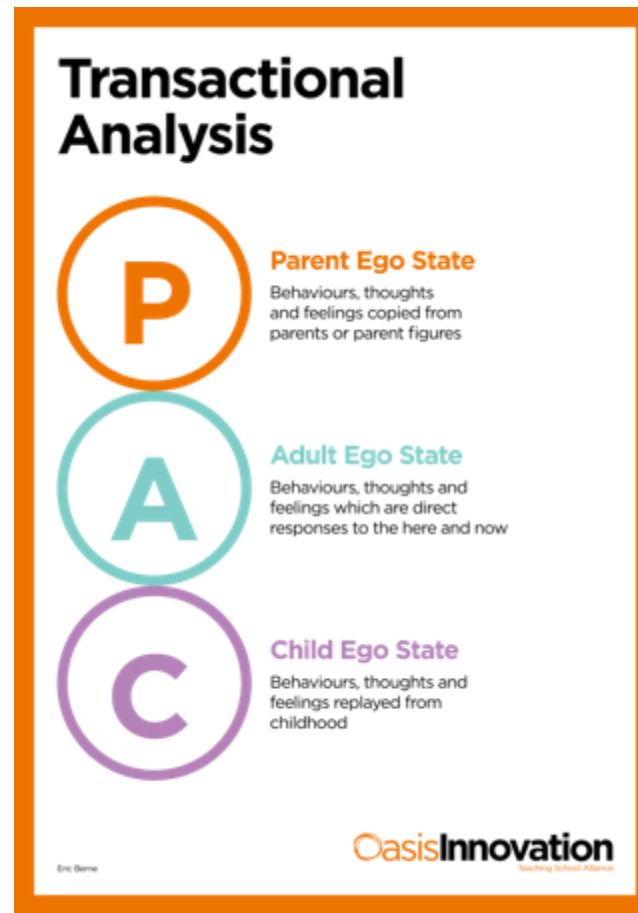 Transactional
Analysis
P
Parent Ego State
Behaviours, thoughts
and feelings copied from
parents or parent figures
A
Adult Ego State
Behaviours, thoughts and
feelings which are direct
responses to the here and now
C
Child Ego State
Behaviours, thoughts and
feelings replayed from
childhood
Eric Berne
OasisInnovation
Teaching School Alliance